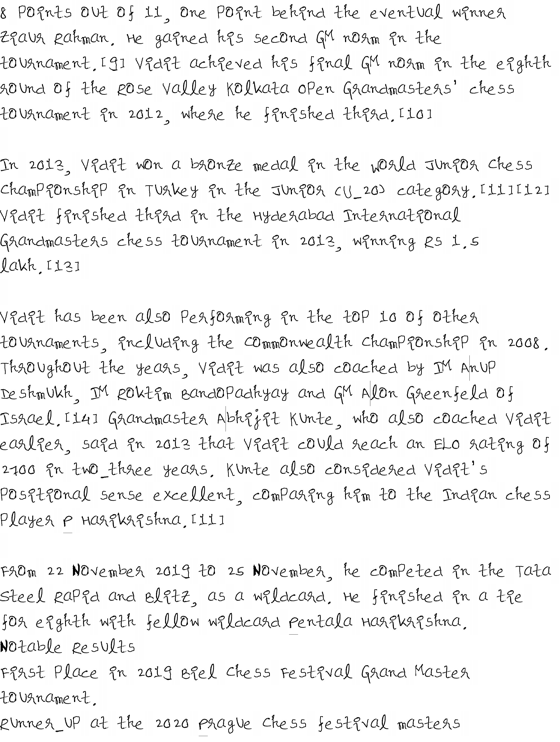 8 Points out of 11, one point behind the eventual winner
Ziaur Rahman. He gained his second GM norm in the
tournament.[9] Vidit achieved his final GM norm in the eighth
round of the Rose Valley Kolkata Open Grandmasters' chess
tournament in 2012, where he finished third.[10]

In 2013, Vidit won a bronze medal in the World Junior Chess
Championship in Turkey in the Junior (U_20) category.[11][12]
Vidit finished third in the Hyderabad International
Grandmasters chess tournament in 2013, winning Rs 1.5
lakh.[13]

Vidit has been also performing in the top 10 of other
tournaments, including the Commonwealth Championship in 2008.
Throughout the years, Vidit was also coached by IM Anup
Deshmukh, IM Roktim Bandopadhyay and GM Alon Greenfeld of
Israel.[14] Grandmaster Abhijit Kunte, who also coached Vidit
earlier, said in 2013 that Vidit could reach an ELO rating of
2700 in two_three years. Kunte also considered Vidit's
positional sense excellent, comparing him to the Indian chess
player P Harikrishna.[11]

From 22 November 2019 to 25 November, he competed in the Tata
Steel Rapid and Blitz, as a wildcard. He finished in a tie
for eighth with fellow wildcard Pentala Harikrishna.
Notable Results
First Place in 2019 Biel Chess Festival Grand Master
tournament.
Runner_up at the 2020 Prague Chess festival masters